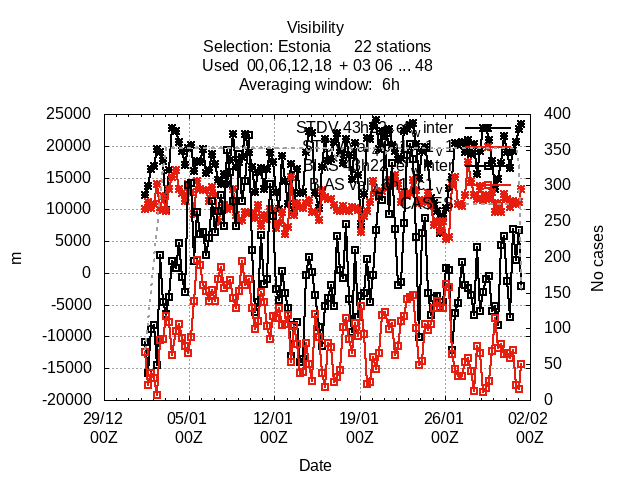 Visibility
Selection: Estonia 22 stations
Used 00,06,12,18 + 03 06 ... 48
Averaging window: 6h
25000 400
20000 350
15000 300
10000 250
5000 200
0 150
-5000 100
-10000 50
-15000 0
-20000
m
No cases
STDV 43h22_ inter
BIAS inter
CASES
29/12 05/01 12/01 19/01 26/01 02/02
00Z 00Z 00Z 00Z 00Z 00Z
Date